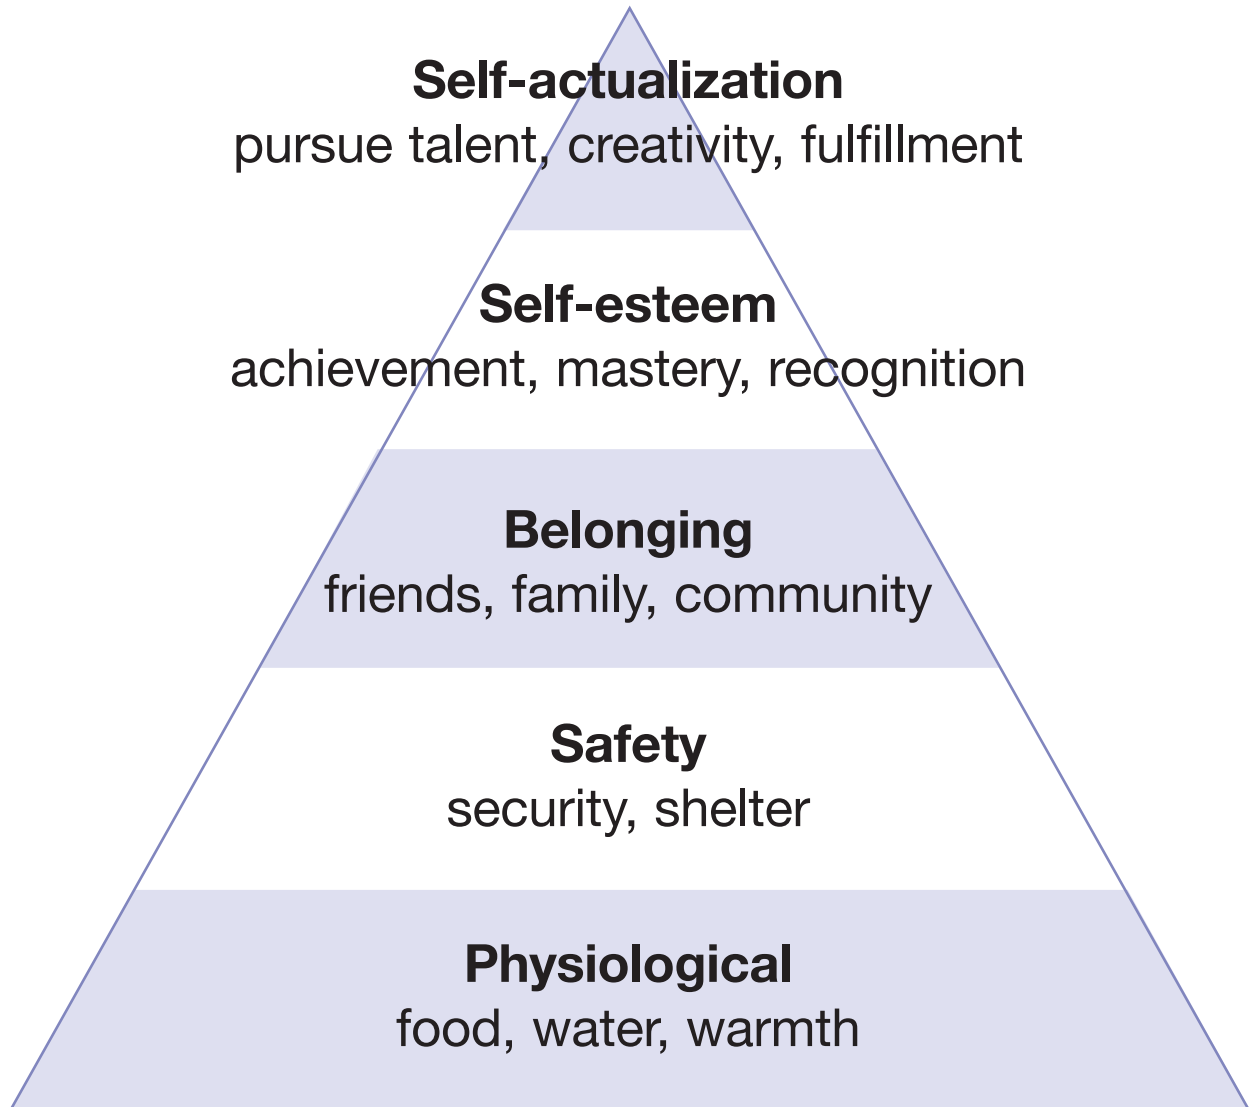 Self-actualization
pursue talent, creativity, fulfillment
Self-esteem
achievement, mastery, recognition
Belonging
friends, family, community
Safety
security, shelter
Physiological
food, water, warmth